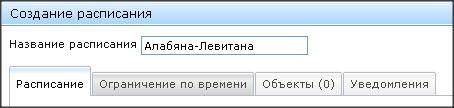 Создание расписания
Название расписания Алабяна-Левитана
Расписание Ограничение по времени Объекты (0) Уведомления